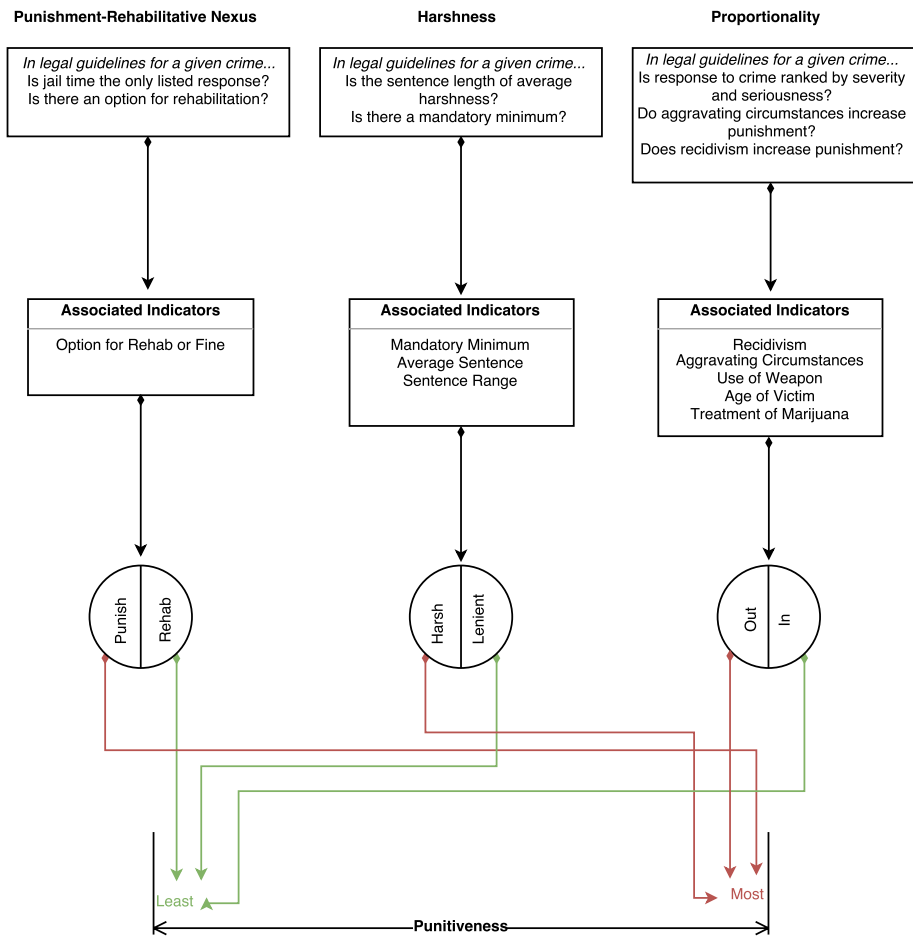 Punishment-Rehabilitative Nexus
Harshness
Proportionality
In legal guidelines for a given crime...
Is jail time the only listed response?
Is there an option for rehabilitation?
In legal guidelines for a given crime...
Is the sentence length of average
harshness?
Is there a mandatory minimum?
In legal guidelines for a given crime...
Is response to crime ranked by severity
and seriousness?
Do aggravating circumstances increase
punishment?
Does recidivism increase punishment?
Associated Indicators
Option for Rehab or Fine
Associated Indicators
Mandatory Minimum
Average Sentence
Sentence Range
Associated Indicators
Recidivism
Aggravating Circumstances
Use of Weapon
Age of Victim
Treatment of Marijuana
Punish
Rehab
Harsh
Lenient
Out
In
Least
Most
Punitiveness